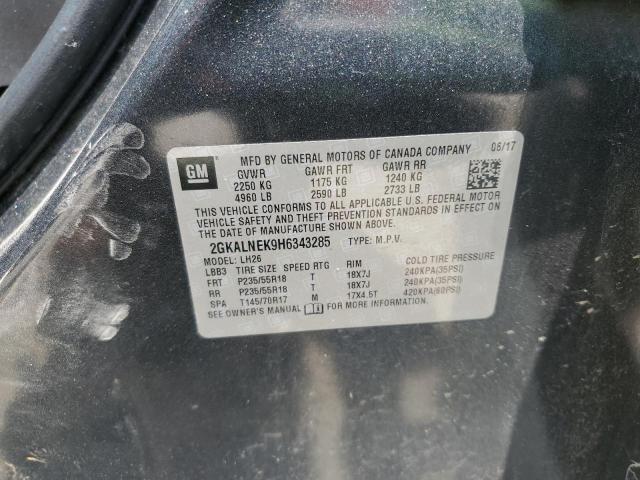 GM
MFD BY GENERAL MOTORS OF CANADA COMPANY 06/17
GVWR GAWR FRT GAWR RR
2250 KG 1175 KG 1240 KG
4960 LB 2590 LB 2733 LB
THIS VEHICLE CONFORMS TO ALL APPLICABLE U.S. FEDERAL MOTOR
VEHICLE SAFETY AND THEFT PREVENTION STANDARDS IN EFFECT ON
THE DATE OF MANUFACTURE SHOWN ABOVE.
2GKALNEK9H6343285 TYPE: M.P.V.
LH26
LBB3 TIRE SIZE SPEED RTG RIM COLD TIRE PRESSURE
FRT P235/55R18 T 18X7J 240KPA(35PSI)
RR P235/55R18 T 18X7J 240KPA(35PSI)
SPA T145/70R17 M 17X4.5T 420KPA(60PSI)
SEE OWNER'S MANUAL FOR MORE INFORMATION.